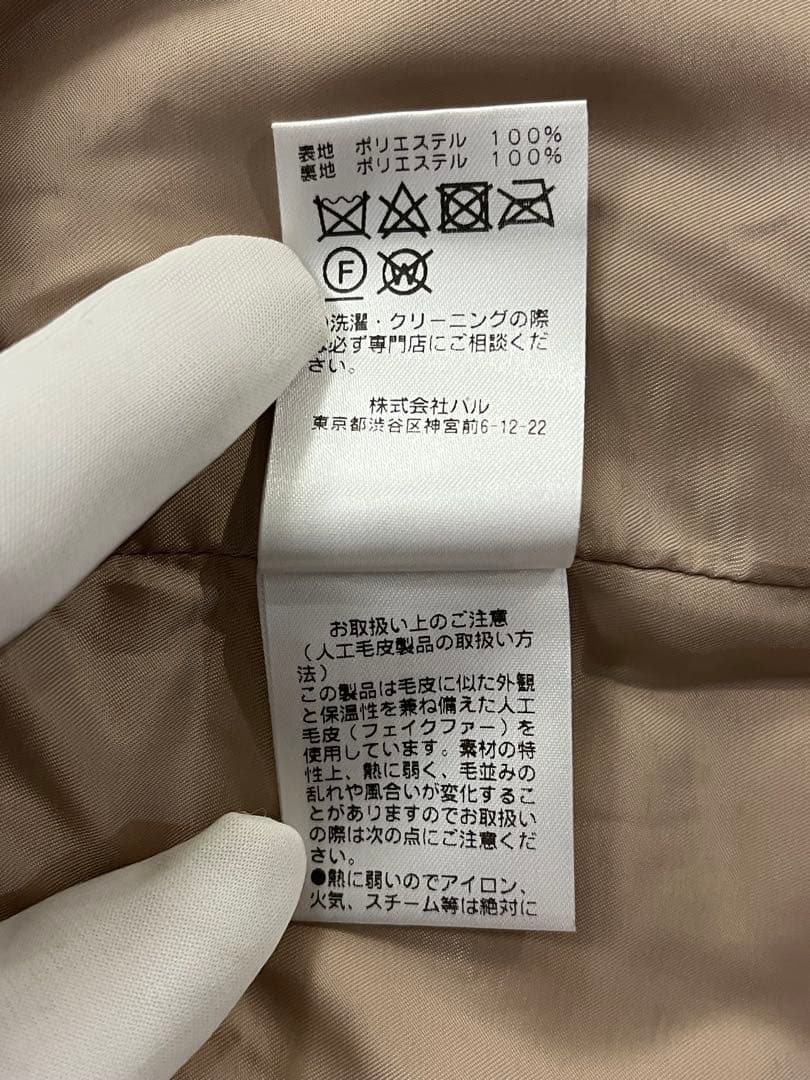 表地 ポリエステル 100%
裏地 ポリエステル 100%
F W
洗濯・クリーニングの際
必ず専門店にご相談くだ
さい。
株式会社パル
東京都渋谷区神宮前6-12-22
お取扱い上のご注意
(人工毛皮製品の取扱い方
法)
この製品は毛皮に似た外観
と保温性を兼ね備えた人工
毛皮(フェイクファー)を
使用しています。素材の特
性上、熱に弱く、毛並みの
乱れや風合いが変化するこ
とがありますのでお取扱い
の際は次の点にご注意くだ
さい。
●熱に弱いのでアイロン、
火気、スチーム等は絶対に